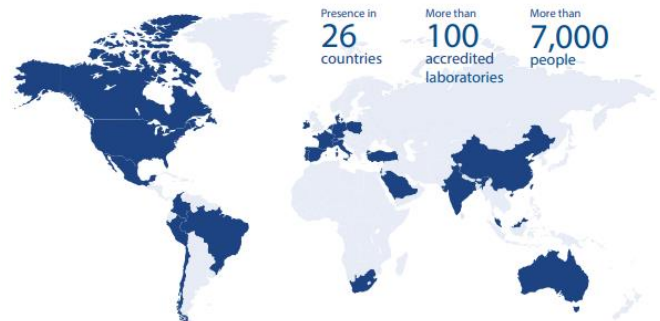 Presence in
26
countries
More than
100
accredited
laboratories
More than
7,000
people